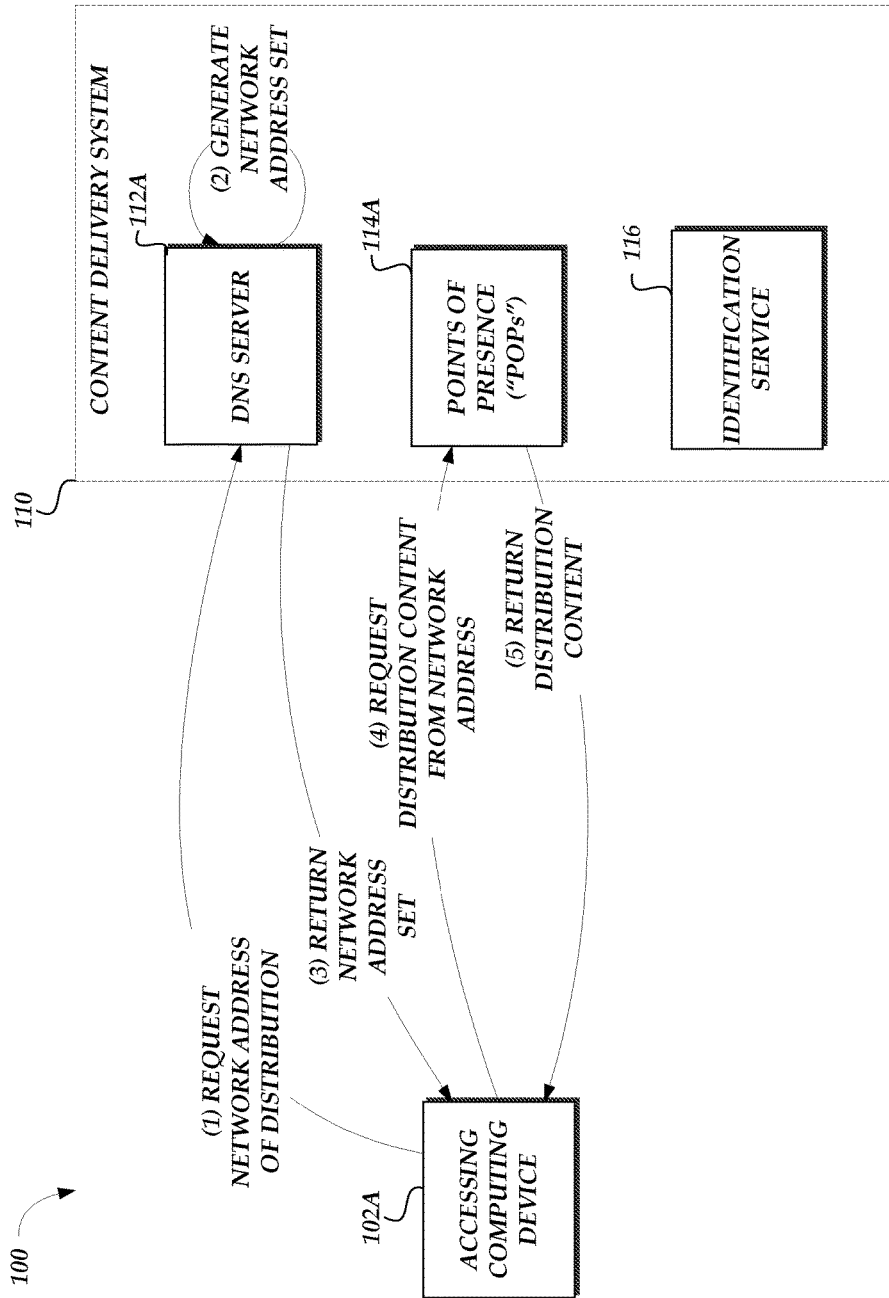 100
110
CONTENT DELIVERY SYSTEM
112A
DNS SERVER
(2) GENERATE
NETWORK
ADDRESS SET
(1) REQUEST
NETWORK ADDRESS
OF DISTRIBUTION
(3) RETURN
NETWORK
ADDRESS
SET
102A
ACCESSING
COMPUTING
DEVICE
(4) REQUEST
DISTRIBUTION CONTENT
FROM NETWORK
ADDRESS
114A
POINTS OF
PRESENCE
(“POPs”)
(5) RETURN
DISTRIBUTION
CONTENT
116
IDENTIFICATION
SERVICE